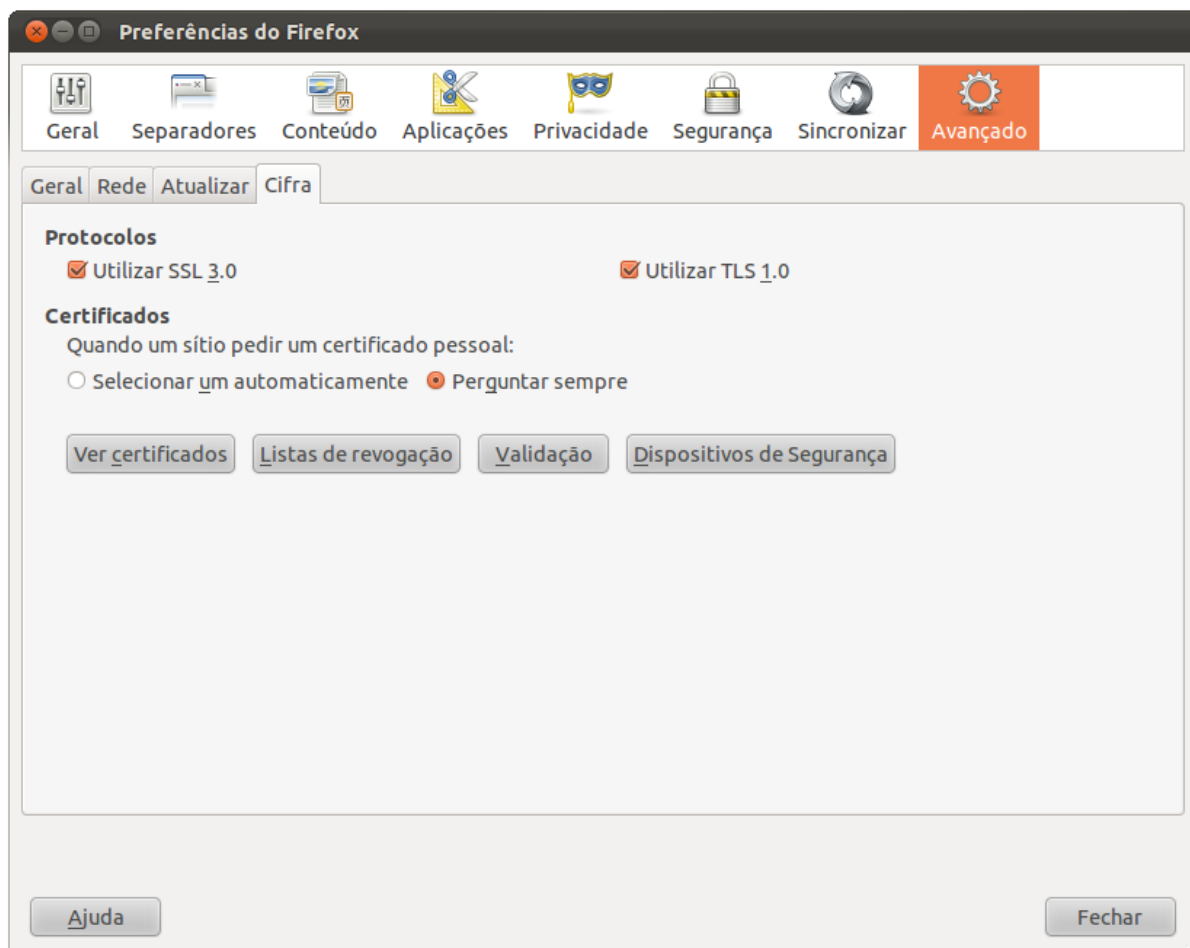 Preferências do Firefox
Geral Separadores Conteúdo Aplicações Privacidade Segurança Sincronizar Avançado
Geral Rede Atualizar Cifra
Protocolos
Utilizar SSL 3.0 Utilizar TLS 1.0
Certificados
Quando um sítio pedir um certificado pessoal:
Selecionar um automaticamente Perguntar sempre
Ver certificados Listas de revogação Validação Dispositivos de Segurança
Ajuda Fechar